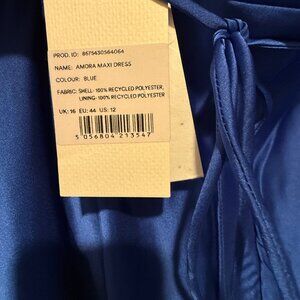 PROD. ID: 8675430564064
NAME: AMORA MAXI DRESS
COLOUR: BLUE
FABRIC: SHELL- 100% RECYCLED POLYESTER,
LINING- 100% RECYCLED POLYESTER
UK: 16 EU: 44 US: 12
5 056804 213547